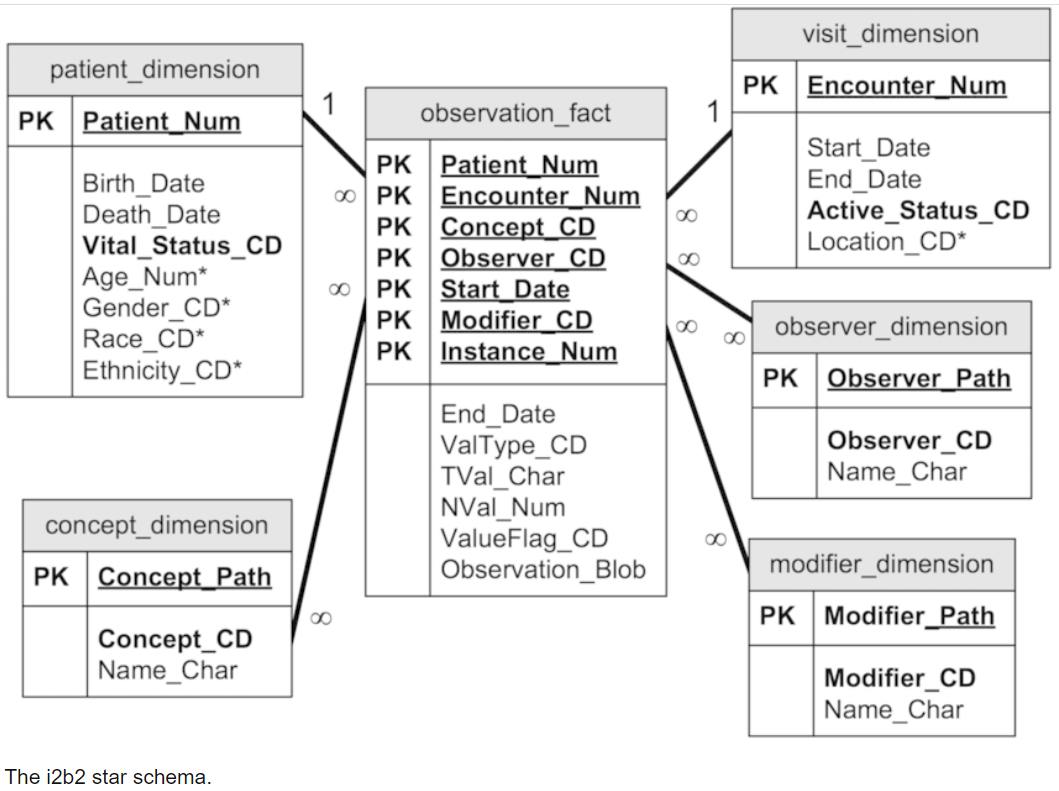 patient_dimension
PK Patient_Num
Birth_Date
Death_Date
Vital_Status_CD
Age_Num*
Gender_CD*
Race_CD*
Ethnicity_CD*
1
∞
observation_fact
PK Patient_Num
PK Encounter_Num
PK Concept_CD
PK Observer_CD
PK Start_Date
PK Modifier_CD
PK Instance_Num
End_Date
ValType_CD
TVal_Char
NVal_Num
ValueFlag_CD
Observation_Blob
visit_dimension
PK Encounter_Num
Start_Date
End_Date
Active_Status_CD
Location_CD*
1
∞
observer_dimension
PK Observer_Path
Observer_CD
Name_Char
∞
∞
concept_dimension
PK Concept_Path
Concept_CD
Name_Char
∞
∞
modifier_dimension
PK Modifier_Path
Modifier_CD
Name_Char
∞
∞
The i2b2 star schema.